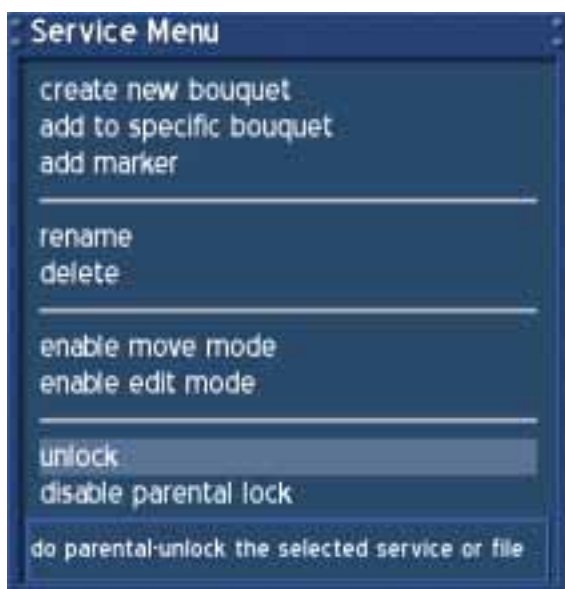 Service Menu
create new bouquet
add to specific bouquet
add marker
rename
delete
enable move mode
enable edit mode
unlock
disable parental lock
do parental-unlock the selected service or file